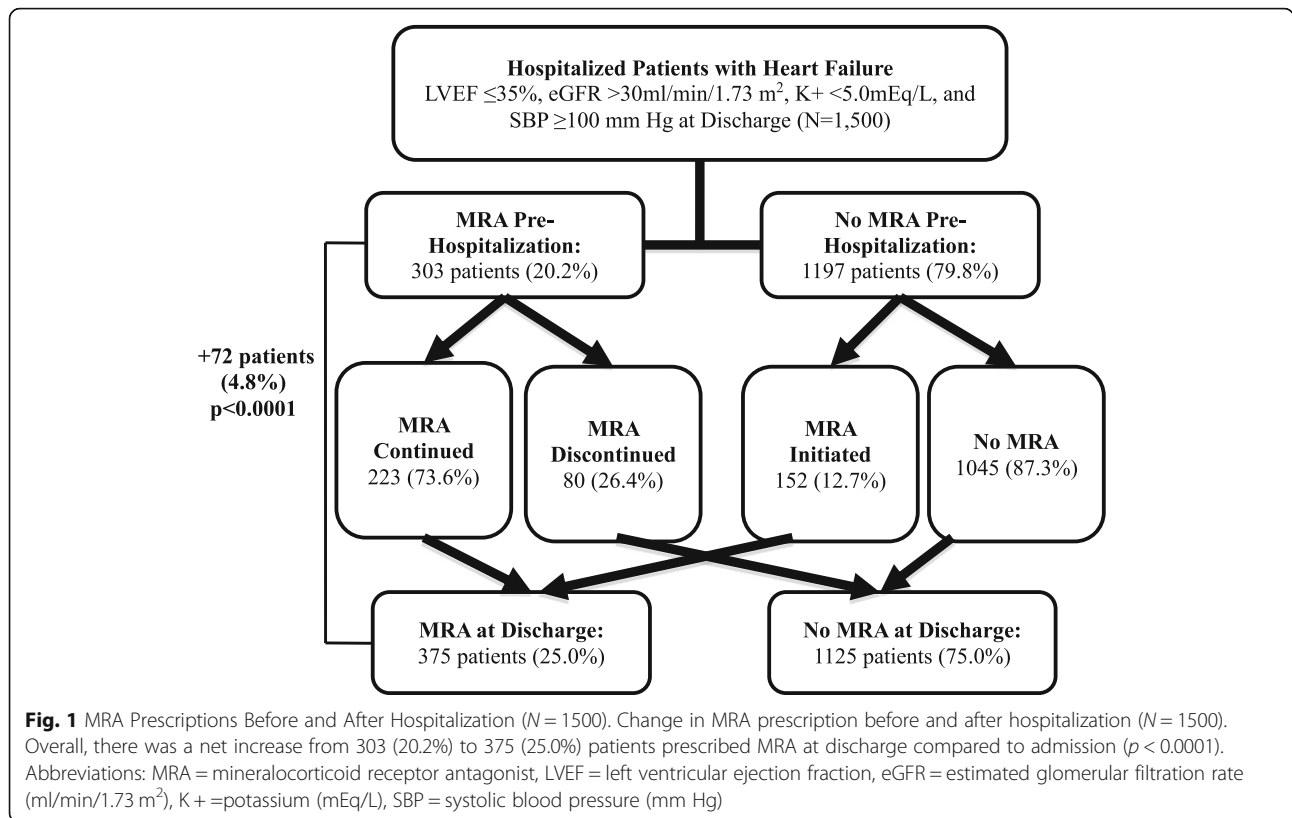 Hospitalized Patients with Heart Failure
LVEF ≤35%, eGFR >30ml/min/1.73 m², K+ <5.0mEq/L, and
SBP ≥100 mm Hg at Discharge (N=1,500)
MRA Pre-
Hospitalization:
303 patients (20.2%)
No MRA Pre-
Hospitalization:
1197 patients (79.8%)
+72 patients
(4.8%)
p<0.0001
MRA
Continued
223 (73.6%)
MRA
Discontinued
80 (26.4%)
MRA
Initiated
152 (12.7%)
No MRA
1045 (87.3%)
MRA at Discharge:
375 patients (25.0%)
No MRA at Discharge:
1125 patients (75.0%)
Fig. 1 MRA Prescriptions Before and After Hospitalization (N = 1500). Change in MRA prescription before and after hospitalization (N = 1500).
Overall, there was a net increase from 303 (20.2%) to 375 (25.0%) patients prescribed MRA at discharge compared to admission (p < 0.0001).
Abbreviations: MRA = mineralocorticoid receptor antagonist, LVEF = left ventricular ejection fraction, eGFR = estimated glomerular filtration rate
(ml/min/1.73 m²), K + =potassium (mEq/L), SBP = systolic blood pressure (mm Hg)